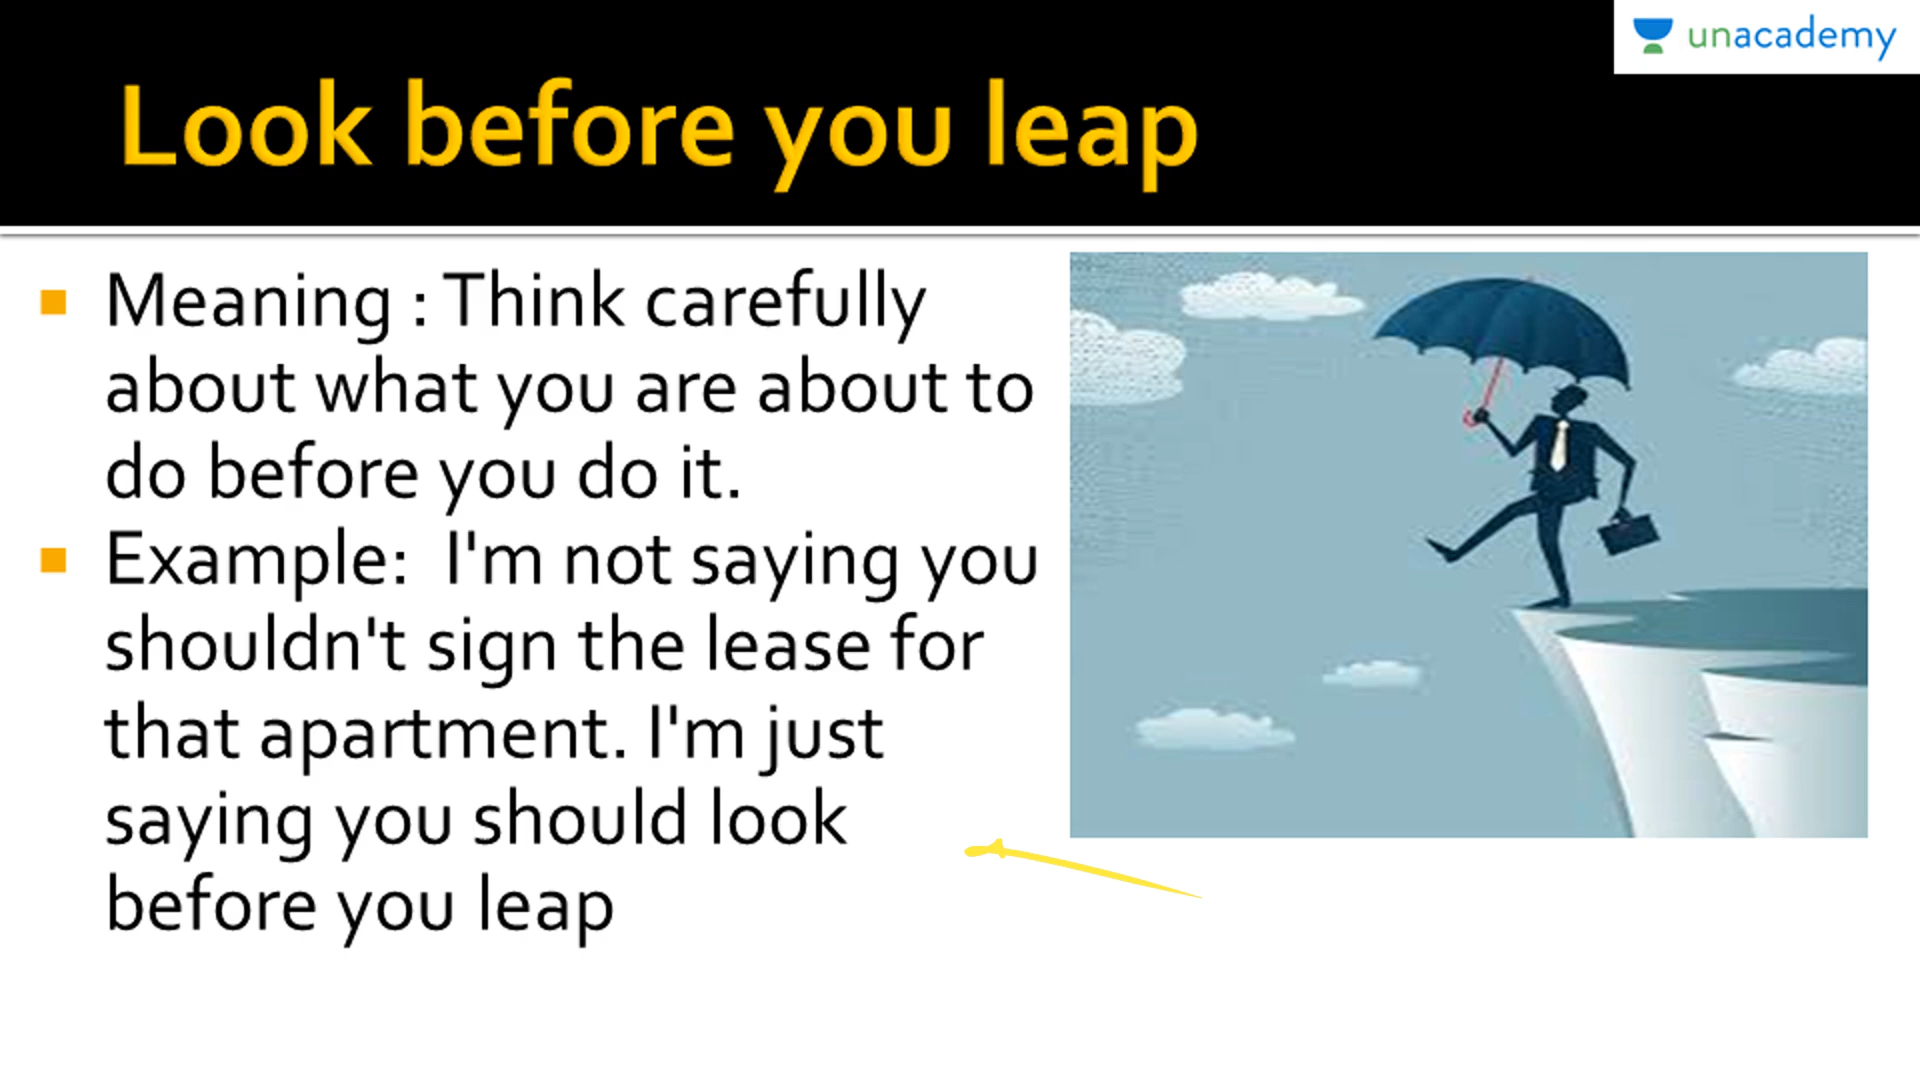 unacademy
Look before you leap
Meaning : Think carefully
about what you are about to
do before you do it.
Example:  I'm not saying you
shouldn't sign the lease for
that apartment. I'm just
saying you should look
before you leap